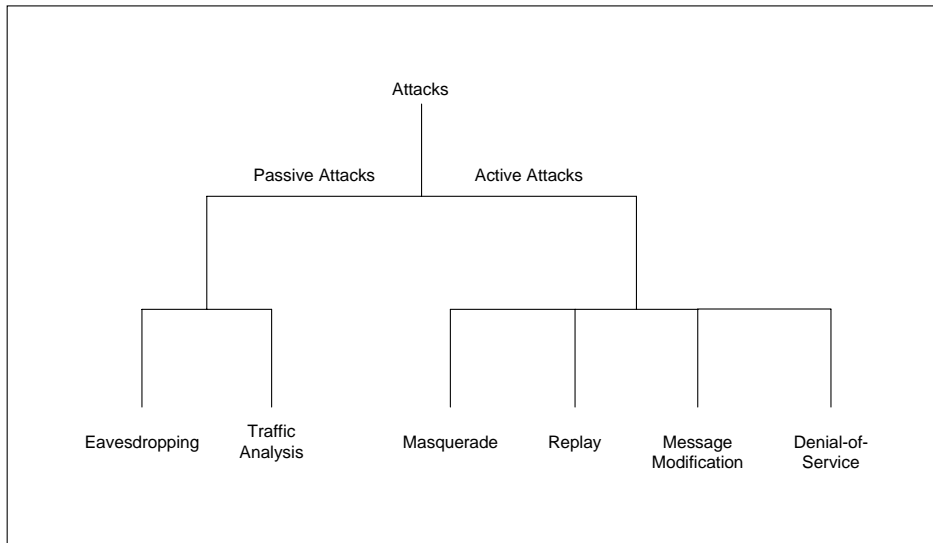 Attacks
Passive Attacks
Active Attacks
Eavesdropping
Traffic
Analysis
Masquerade
Replay
Message
Modification
Denial-of-
Service